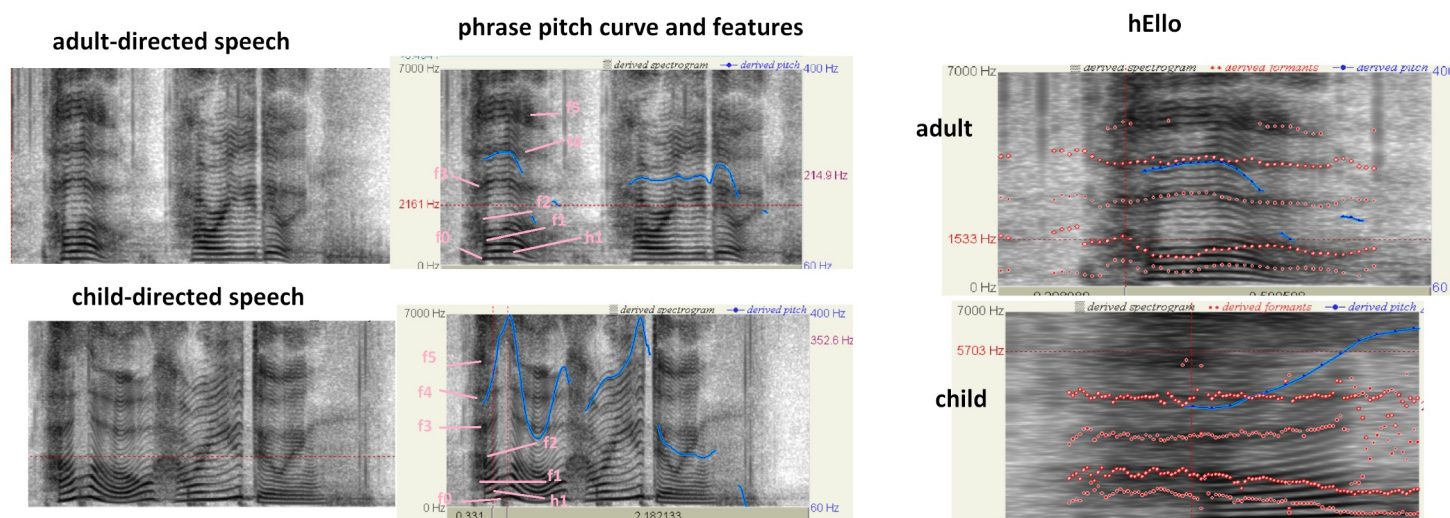 adult-directed speech
phrase pitch curve and features
derived spectrogram derived pitch
7000 Hz
400 Hz
f5
f3
214.9 Hz
2161 Hz
f2
f1
f0
h1
0 Hz
60 Hz
child-directed speech
derived spectrogram derived pitch
7000 Hz
400 Hz
352.6 Hz
f5
f4
f3
f2
f1
f0
h1
0 Hz
60 Hz
0.331
2.182133
hEllo
adult
derived spectrogram derived formants derived pitch
7000 Hz
400
1533 Hz
0 Hz
60
child
derived spectrogram derived formants derived pitch
7000 Hz
5703 Hz